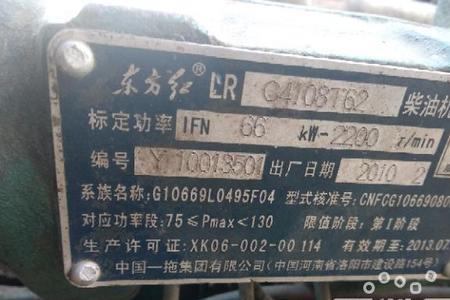 东方红® LR C4108T62 柴油机
标定功率 IFN 66 kW-2200 r/min
编号 Y10013501 出厂日期 2010 2
系族名称:G10669L0495F04 型式核准号:CNFCG10669080
对应功率段:75≤Pmax<130 限值阶段:第Ⅰ阶段
生产许可证:XK06-002-00114 有效期至:2013.07
中国一拖集团有限公司(中国河南省洛阳市建设路154号)